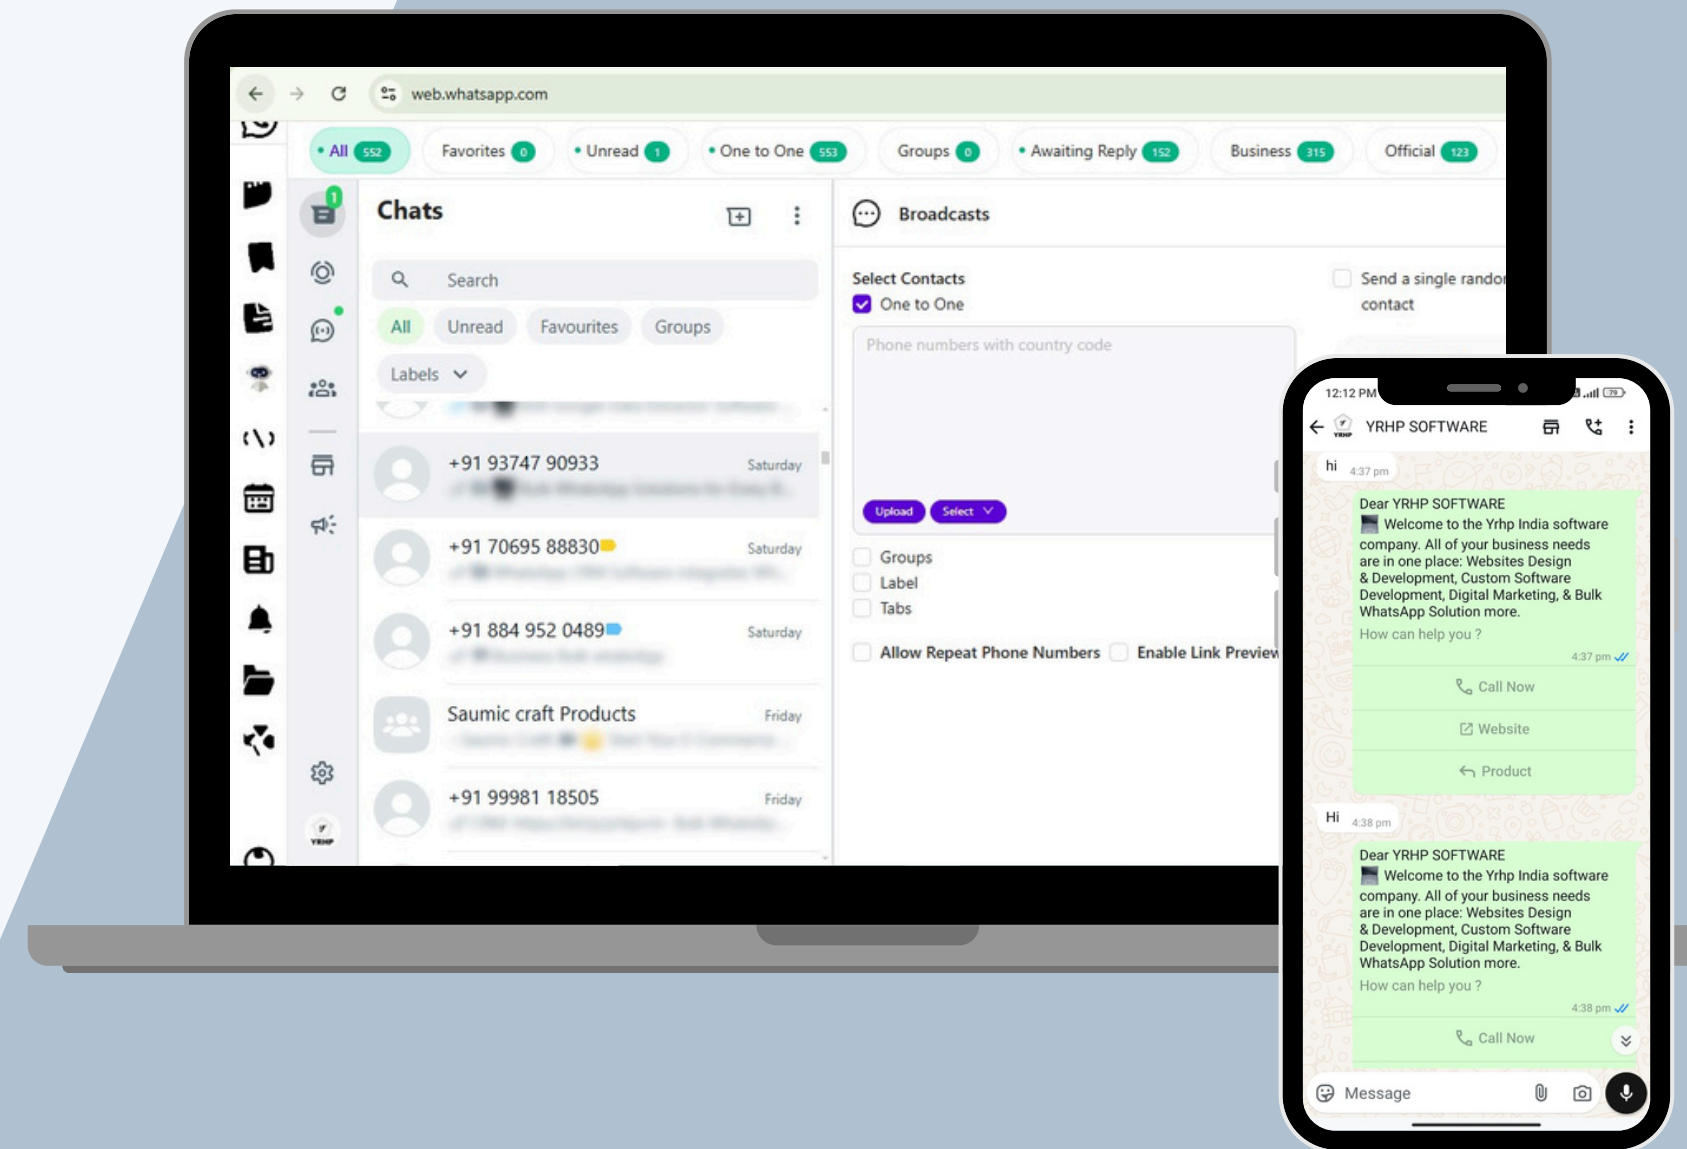 web.whatsapp.com
All 552
Favorites 0
Unread 1
One to One 553
Groups 0
Awaiting Reply 152
Business 315
Official 123
1
Chats
Search
All
Unread
Favourites
Groups
Labels
+91 93747 90933
Saturday
+91 70695 88830
Saturday
+91 884 952 0489
Saturday
Saumic craft Products
Friday
+91 99981 18505
Friday
YRHP
Broadcasts
Select Contacts
One to One
Phone numbers with country code
Upload
Select
Groups
Label
Tabs
Allow Repeat Phone Numbers
Enable Link Preview
Send a single
contact
12:12 PM
79
YRHP
YRHP SOFTWARE
hi 4:37 pm
Dear YRHP SOFTWARE
Welcome to the Yrhp India software
company. All of your business needs
are in one place: Websites Design
& Development, Custom Software
Development, Digital Marketing, & Bulk
WhatsApp Solution more.
How can help you ?
4:37 pm
Call Now
Website
Product
Hi 4:38 pm
Dear YRHP SOFTWARE
Welcome to the Yrhp India software
company. All of your business needs
are in one place: Websites Design
& Development, Custom Software
Development, Digital Marketing, & Bulk
WhatsApp Solution more.
How can help you ?
4:38 pm
Call Now
Message